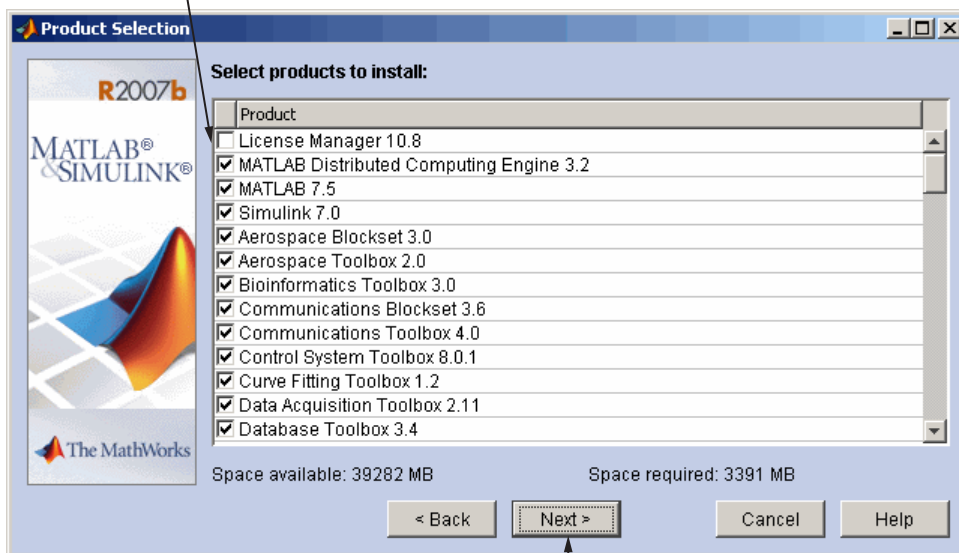 Product Selection
R2007b
MATLAB®
&SIMULINK®
The MathWorks
Select products to install:
Product
License Manager 10.8
MATLAB Distributed Computing Engine 3.2
MATLAB 7.5
Simulink 7.0
Aerospace Blockset 3.0
Aerospace Toolbox 2.0
Bioinformatics Toolbox 3.0
Communications Blockset 3.6
Communications Toolbox 4.0
Control System Toolbox 8.0.1
Curve Fitting Toolbox 1.2
Data Acquisition Toolbox 2.11
Database Toolbox 3.4
Space available: 39282 MB Space required: 3391 MB
< Back Next > Cancel Help